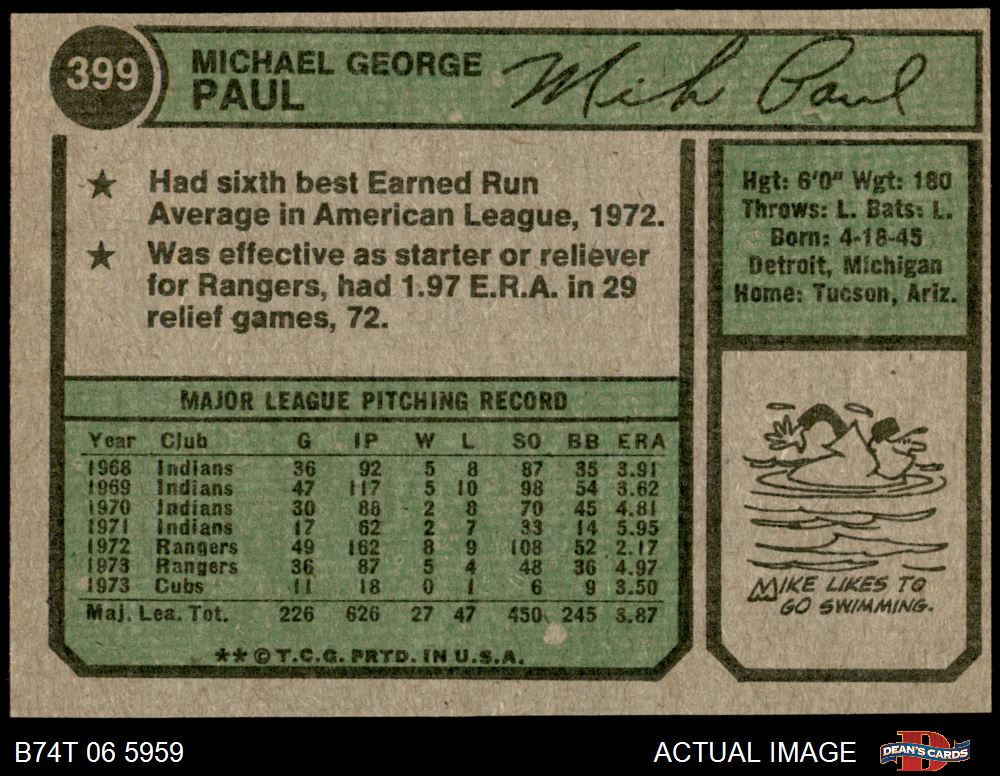 399
MICHAEL GEORGE
PAUL
Mik Paul
★ Had sixth best Earned Run
Average in American League, 1972.
★ Was effective as starter or reliever
for Rangers, had 1.97 E.R.A. in 29
relief games, 72.
Hgt: 6'0" Wgt: 180
Throws: L. Bats: L.
Born: 4-18-45
Detroit, Michigan
Home: Tucson, Ariz.
MAJOR LEAGUE PITCHING RECORD
Year Club G IP W L SO BB ERA
1968 Indians 36 92 5 8 87 35 3.91
1969 Indians 47 117 5 10 98 54 3.62
1970 Indians 30 88 2 8 70 45 4.81
1971 Indians 17 62 2 7 33 14 5.95
1972 Rangers 49 162 8 9 108 52 2.17
1973 Rangers 36 87 5 4 48 36 4.97
1973 Cubs 11 18 0 1 6 9 3.50
Maj. Lea. Tot. 226 626 27 47 450 245 3.87
** © T.C.G. PRTD. IN U.S.A.
MIKE LIKES TO
GO SWIMMING.
B74T 06 5959
ACTUAL IMAGE
DEAN'S CARDS